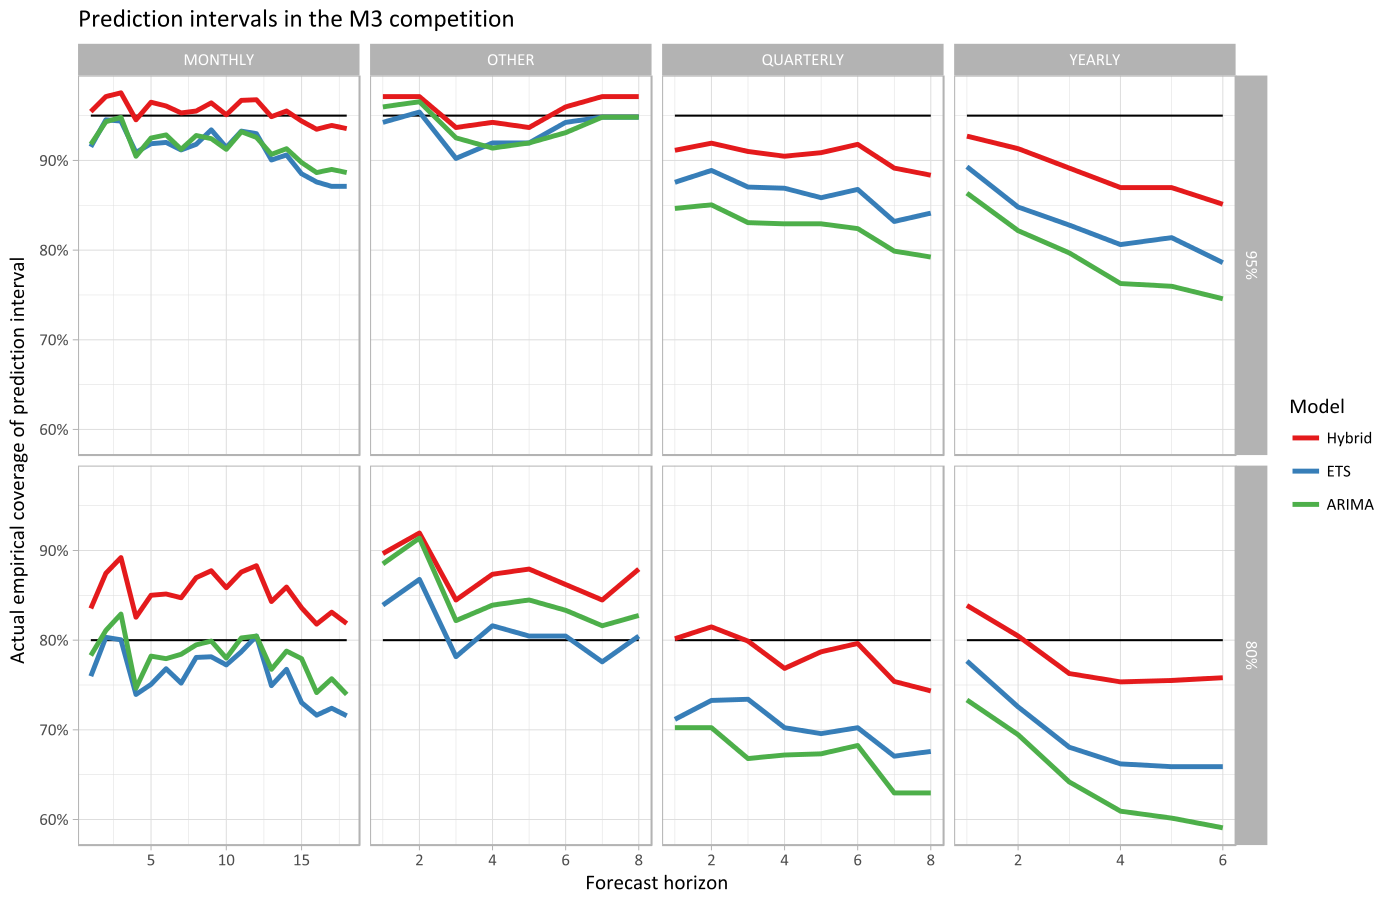 Prediction intervals in the M3 competition
MONTHLY
OTHER
QUARTERLY
YEARLY
90%
80%
70%
60%
95%
90%
80%
70%
60%
80%
5
10
15
2
4
6
8
2
4
6
8
2
4
6
Forecast horizon
Actual empirical coverage of prediction interval
Model
Hybrid
ETS
ARIMA